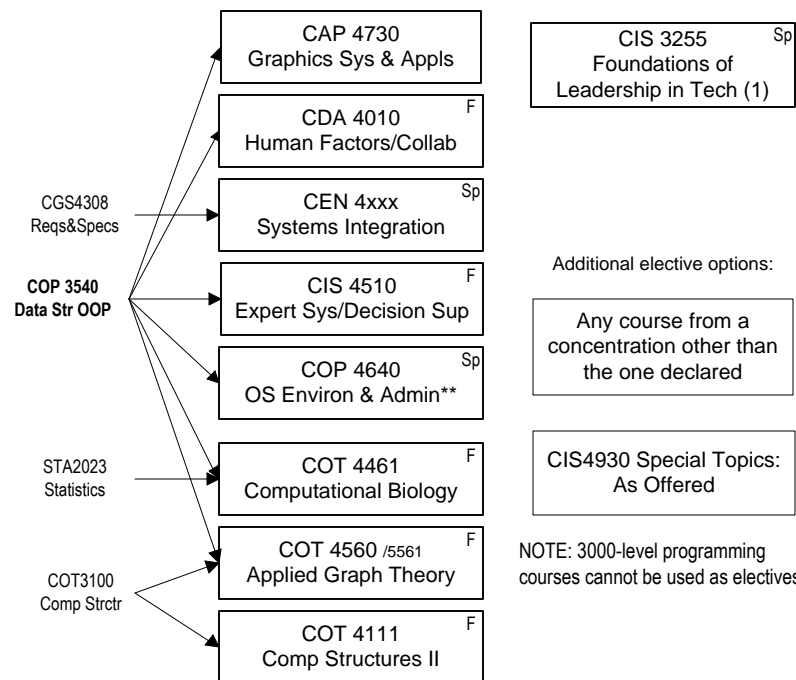 CAP 4730
Graphics Sys & Appls
CIS 3255 Sp
Foundations of
Leadership in Tech (1)
CDA 4010 F
Human Factors/Collab
CGS4308
Reqs&Specs
CEN 4xxx Sp
Systems Integration
COP 3540
Data Str OOP
CIS 4510 F
Expert Sys/Decision Sup
COP 4640 Sp
OS Environ & Admin**
STA2023
Statistics
COT 4461 F
Computational Biology
COT3100
Comp Strctr
COT 4560 /5561 F
Applied Graph Theory
COT 4111 F
Comp Structures II
Additional elective options:
Any course from a
concentration other than
the one declared
CIS4930 Special Topics:
As Offered
NOTE: 3000-level programming
courses cannot be used as electives